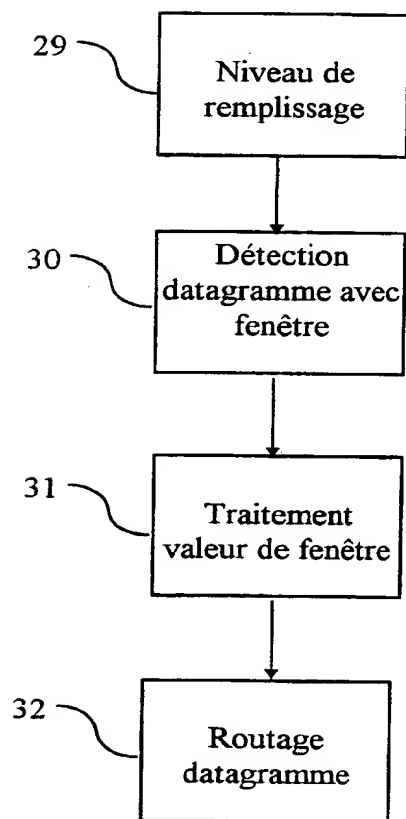 29
Niveau de
remplissage
30
Détection
datagramme avec
fenêtre
31
Traitement
valeur de fenêtre
32
Routage
datagramme